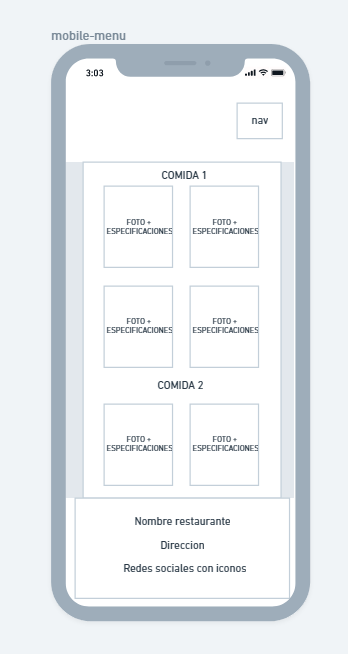 mobile-menu
3:03
nav
COMIDA 1
FOTO +
ESPECIFICACIONES
FOTO +
ESPECIFICACIONES
FOTO +
ESPECIFICACIONES
FOTO +
ESPECIFICACIONES
COMIDA 2
FOTO +
ESPECIFICACIONES
FOTO +
ESPECIFICACIONES
Nombre restaurante
Direccion
Redes sociales con iconos